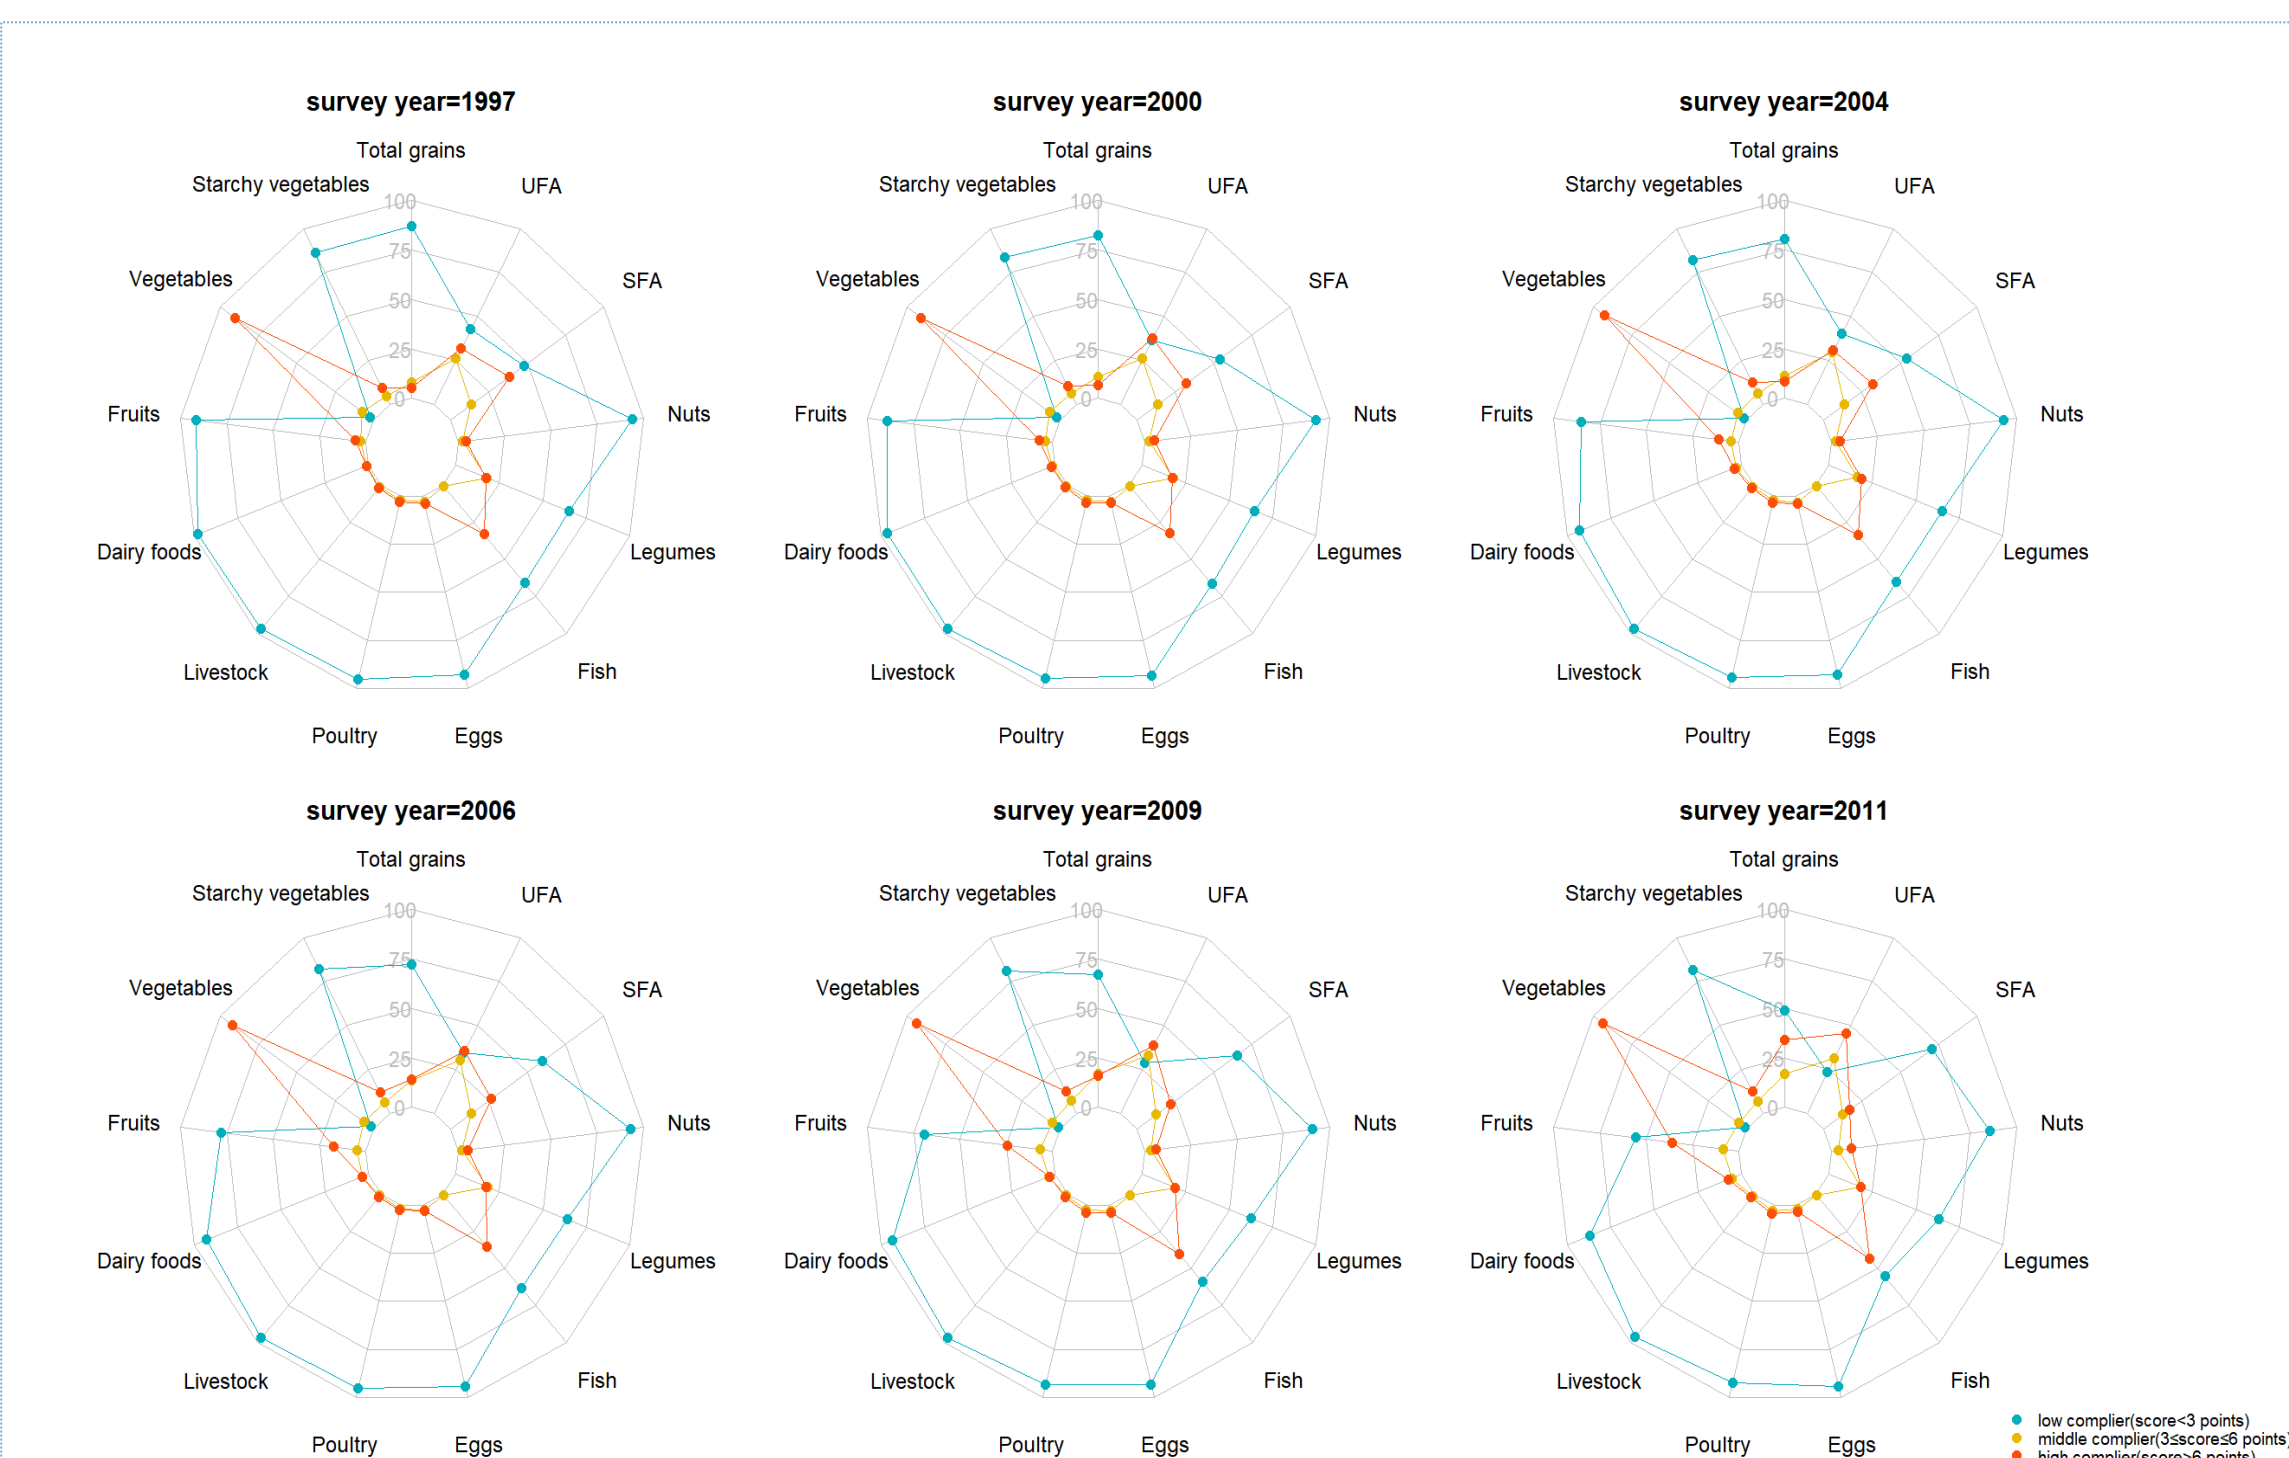 survey year=1997
Total grains
Starchy vegetables
UFA
100
Vegetables
SFA
75
50
25
0
Fruits
Nuts
Dairy foods
Legumes
Livestock
Fish
Poultry
Eggs
survey year=2000
Total grains
Starchy vegetables
UFA
100
Vegetables
SFA
75
50
25
0
Fruits
Nuts
Dairy foods
Legumes
Livestock
Fish
Poultry
Eggs
survey year=2004
Total grains
Starchy vegetables
UFA
100
Vegetables
SFA
75
50
25
0
Fruits
Nuts
Dairy foods
Legumes
Livestock
Fish
Poultry
Eggs
survey year=2006
Total grains
Starchy vegetables
UFA
100
Vegetables
SFA
75
50
25
0
Fruits
Nuts
Dairy foods
Legumes
Livestock
Fish
Poultry
Eggs
survey year=2009
Total grains
Starchy vegetables
UFA
100
Vegetables
SFA
75
50
25
0
Fruits
Nuts
Dairy foods
Legumes
Livestock
Fish
Poultry
Eggs
survey year=2011
Total grains
Starchy vegetables
UFA
100
Vegetables
SFA
75
50
25
0
Fruits
Nuts
Dairy foods
Legumes
Livestock
Fish
Poultry
Eggs
low complier(score<3 points)
middle complier(3≤score≤6 points)
high complier(score>6 points)